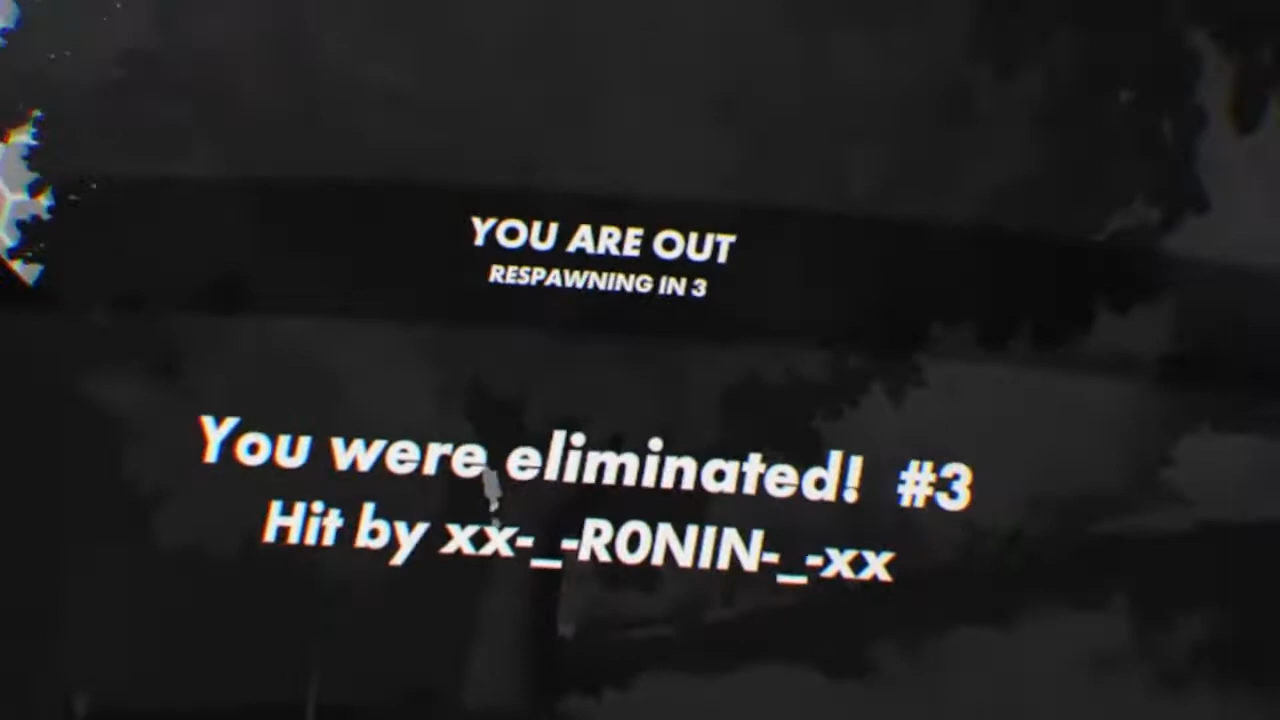 YOU ARE OUT
RESPAWNING IN 3
You were eliminated! #3
Hit by xx-_-R0NIN-_-xx